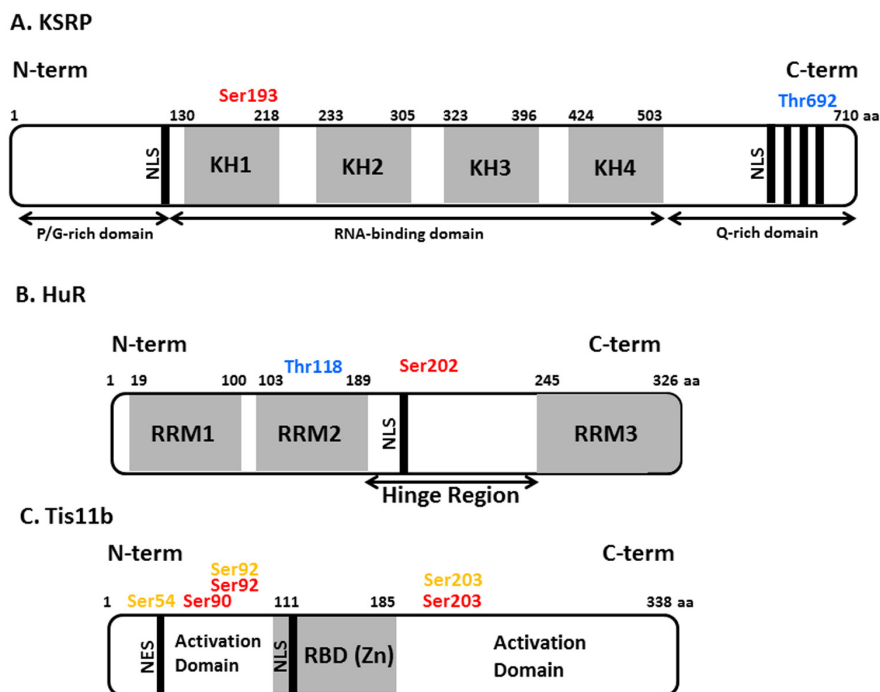 A. KSRP
N-term C-term
Ser193 Thr692
1 130 218 233 305 323 396 424 503 710 aa
NLS KH1 KH2 KH3 KH4 NLS
P/G-rich domain RNA-binding domain Q-rich domain
B. HuR
N-term C-term
Thr118 Ser202
1 19 100 103 189 245 326 aa
RRM1 RRM2 NLS RRM3
Hinge Region
C. Tis11b
N-term C-term
Ser92 Ser203
Ser92
1 Ser54 Ser90 111 185 Ser203 338 aa
NES Activation Domain NLS RBD (Zn) Activation Domain